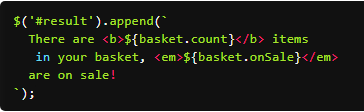 $('#result').append(`
  There are <b>${basket.count}</b> items
   in your basket, <em>${basket.onSale}</em>
  are on sale!
`);